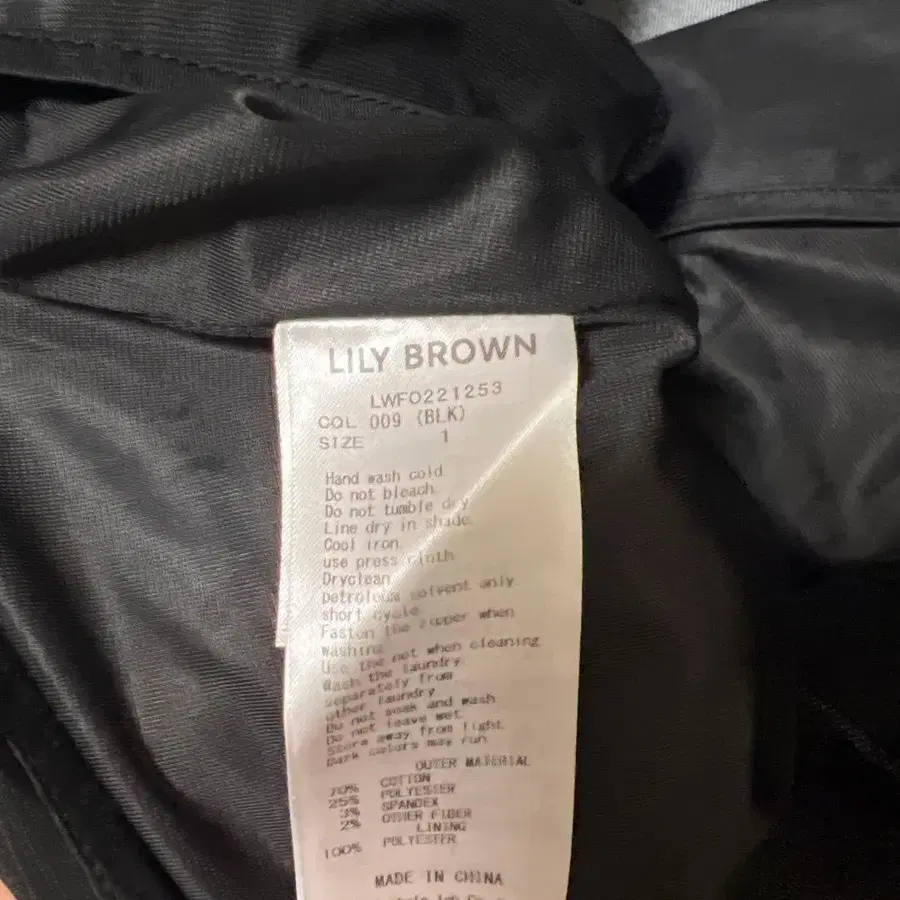 LILY BROWN
LWFO221253
COL 009 (BLK)
SIZE 1
Hand wash cold.
Do not bleach.
Do not tumble dry
Line dry in shade.
Cool iron.
use press cloth
Dryclean
petroleum solvent only
short cycle.
Fasten the zipper when
washing
Use the net when cleaning
Wash the laundry
separately from
other laundry
Do not soak and wash
Do not leave wet.
Store away from light.
Dark colors may run
OUTER MATERIAL
70% COTTON
25% POLYESTER
3% SPANDEX
2% OTHER FIBER
LINING
100% POLYESTER
MADE IN CHINA